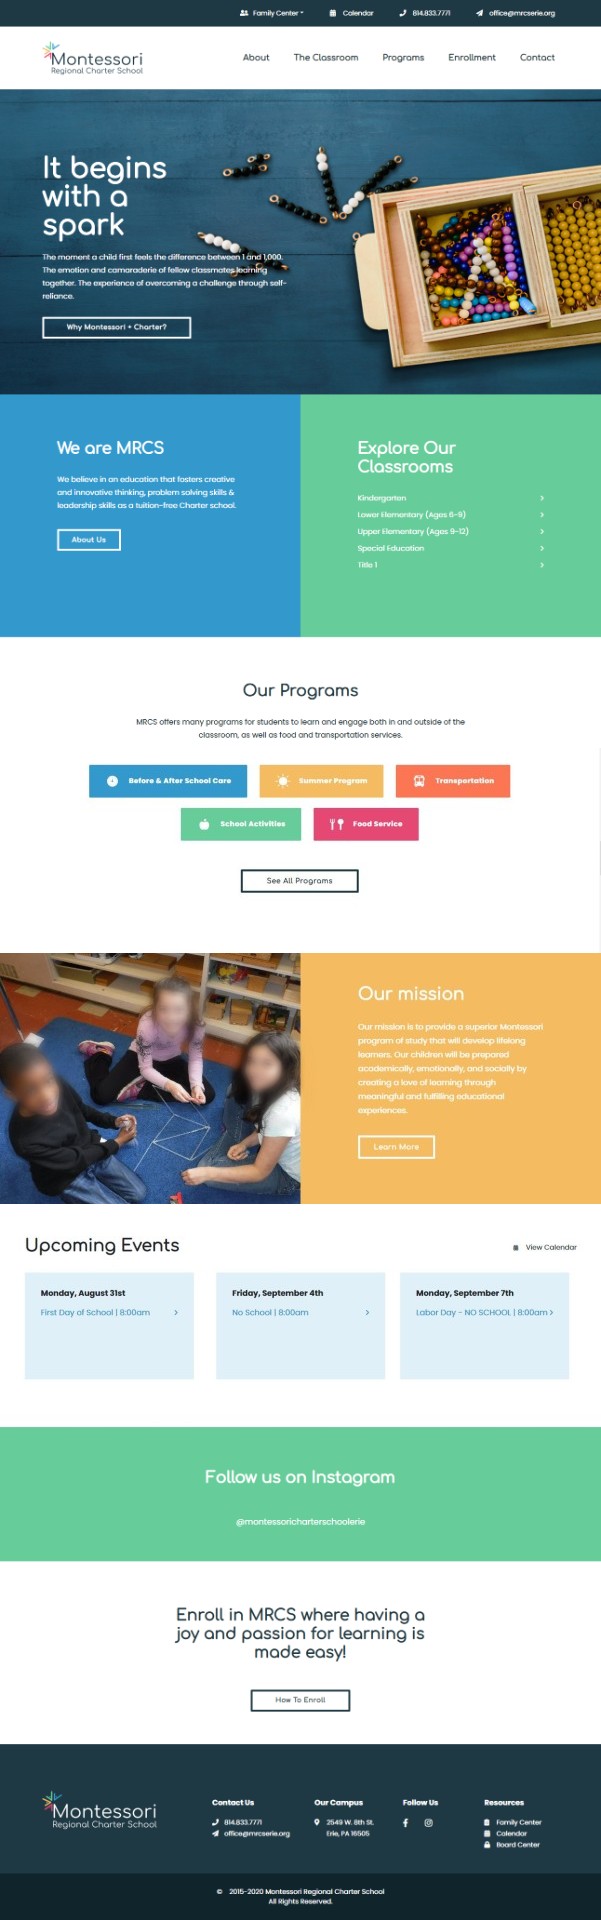 Family Center
Calendar
814.833.7771
office@mrcserie.org
Montessori
Regional Charter School
About
The Classroom
Programs
Enrollment
Contact
It begins
with a
spark
The moment a child first feels the difference between 1 and 1,000.
The emotion and camaraderie of fellow classmates learning
together. The experience of overcoming a challenge through self-
reliance.
Why Montessori + Charter?
We are MRCS
We believe in an education that fosters creative
and innovative thinking, problem solving skills &
leadership skills as a tuition-free Charter school.
About Us
Explore Our
Classrooms
Kindergarten
Lower Elementary (Ages 6-9)
Upper Elementary (Ages 9-12)
Special Education
Title 1
Our Programs
MRCS offers many programs for students to learn and engage both in and outside of the
classroom, as well as food and transportation services.
Before & After School Care
Summer Program
Transportation
School Activities
Food Service
See All Programs
Our mission
Our mission is to provide a superior Montessori
program of study that will develop lifelong
learners. Our children will be prepared
academically, emotionally, and socially by
creating a love of learning through
meaningful and fulfilling educational
experiences.
Learn More
Upcoming Events
View Calendar
Monday, August 31st
First Day of School | 8:00am
Friday, September 4th
No School | 8:00am
Monday, September 7th
Labor Day - NO SCHOOL | 8:00am
Follow us on Instagram
@montessoricharterschoolerie
Enroll in MRCS where having a
joy and passion for learning is
made easy!
How To Enroll
Montessori
Regional Charter School
Contact Us
814.833.7771
office@mrcserie.org
Our Campus
2549 W. 8th St.
Erie, PA 16505
Follow Us
Resources
Family Center
Calendar
Board Center
© 2015-2020 Montessori Regional Charter School
All Rights Reserved.